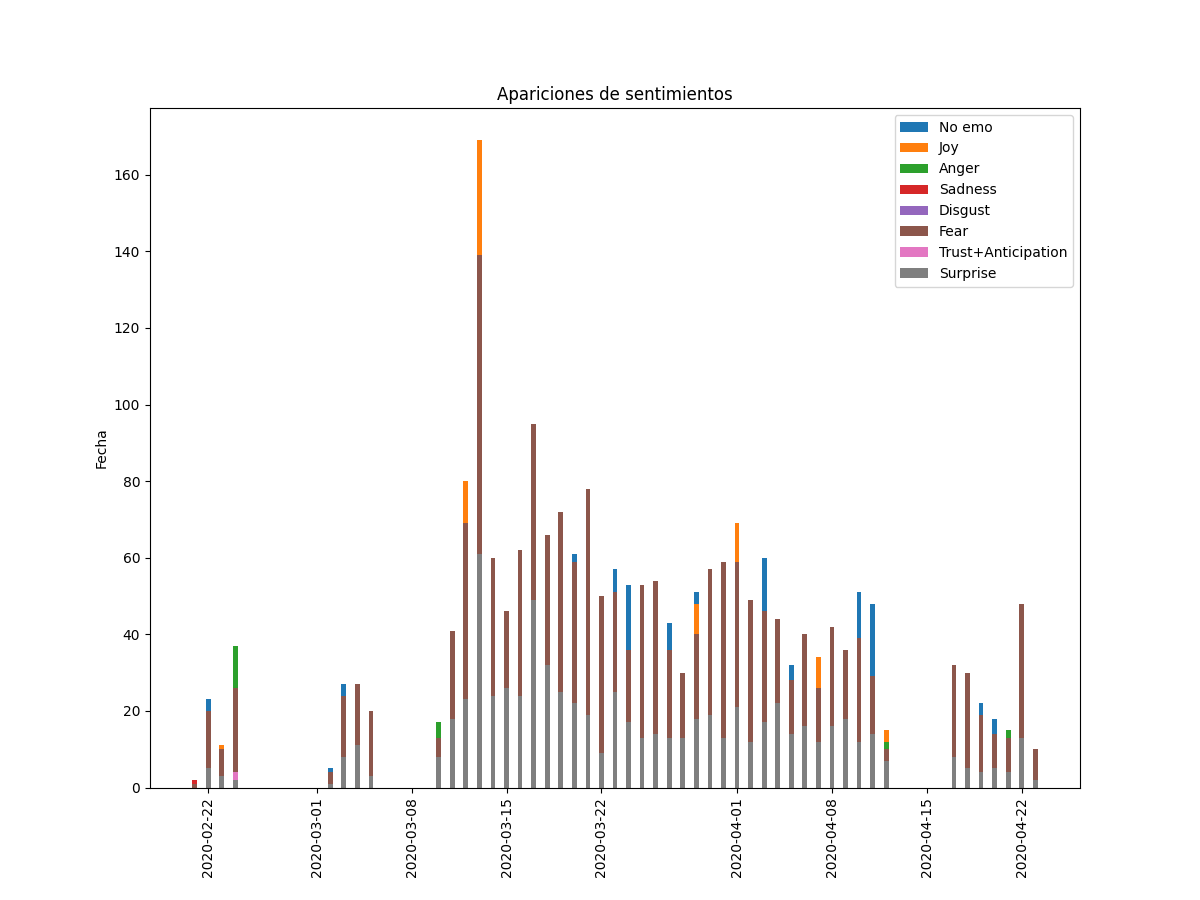 Apariciones de sentimientos
No emo
Joy
Anger
Sadness
Disgust
Fear
Trust+Anticipation
Surprise
Fecha
160
140
120
100
80
60
40
20
0
2020-02-22
2020-03-01
2020-03-08
2020-03-15
2020-03-22
2020-04-01
2020-04-08
2020-04-15
2020-04-22